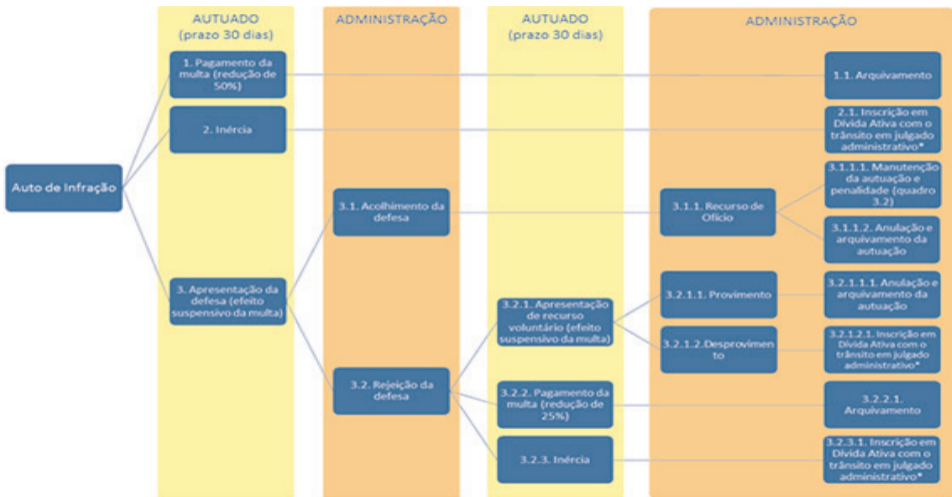 AUTUADO
(prazo 30 dias)
ADMINISTRAÇÃO
AUTUADO
(prazo 30 dias)
ADMINISTRAÇÃO
Auto de Infração
1. Pagamento da
multa (redução de
50%)
2. Inércia
3. Apresentação da
defesa (efeito
suspensivo da multa)
3.1. Acolhimento da
defesa
3.2. Rejeição da
defesa
3.2.1. Apresentação
de recurso
voluntário (efeito
suspensivo da multa)
3.2.2. Pagamento da
multa (redução de
25%)
3.2.3. Inércia
3.1.1. Recurso de
Ofício
3.2.1.1. Provimento
3.2.1.2.Desprovimen
to
1.1. Arquivamento
2.1. Inscrição em
Dívida Ativa com o
trânsito em julgado
administrativo*
3.1.1.1. Manutenção
da autuação e
penalidade (quadro
3.2)
3.1.1.2. Anulação e
arquivamento da
autuação
3.2.1.1.1. Anulação e
arquivamento da
autuação
3.2.1.2.1. Inscrição em
Dívida Ativa com o
trânsito em julgado
administrativo*
3.2.2.1.
Arquivamento
3.2.3.1. Inscrição em
Dívida Ativa com o
trânsito em julgado
administrativo*